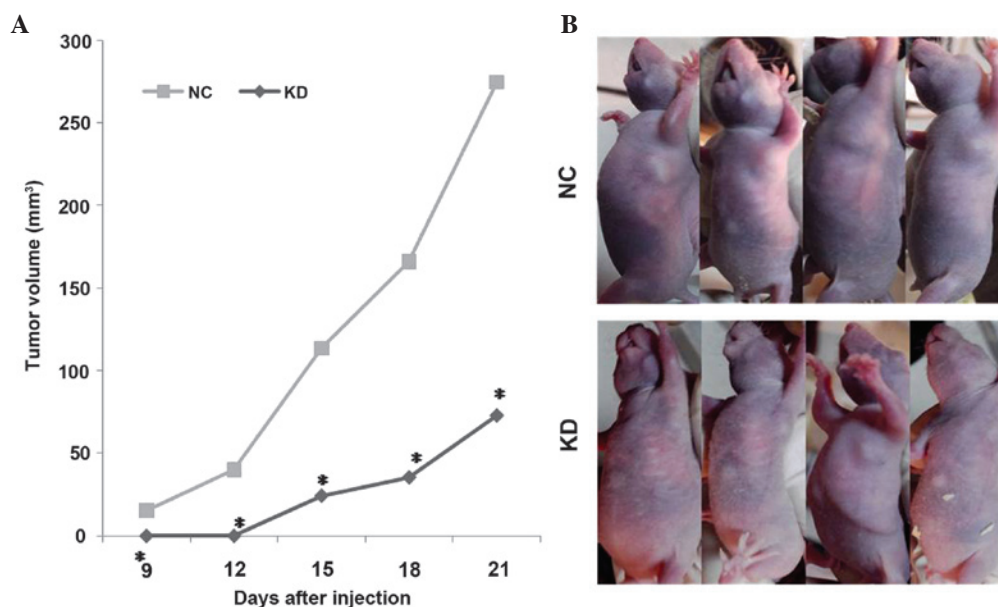 A
300
250
200
150
100
50
0
Tumor volume (mm³)
NC
KD
*
*
*
*
*
9 12 15 18 21
Days after injection
B
NC
KD